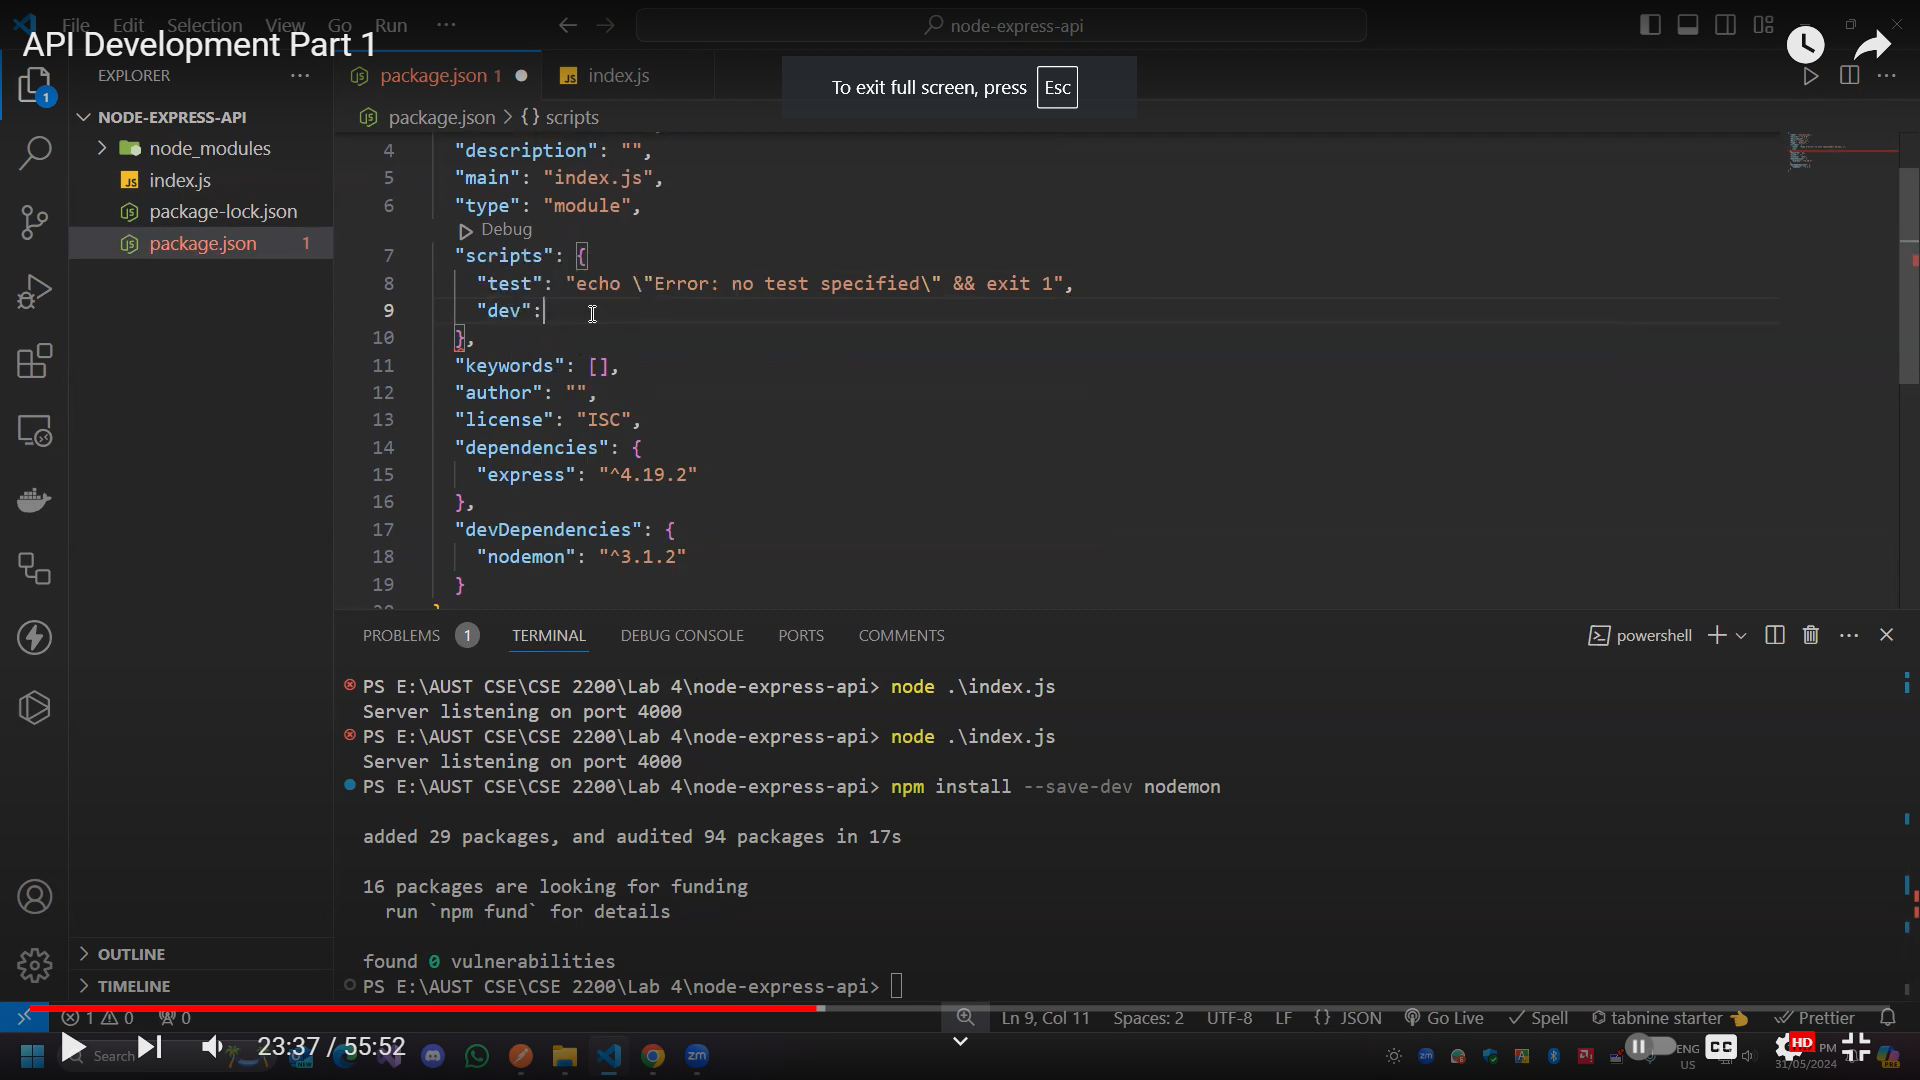 File Edit Selection View Go Run ···
node-express-api
API Development Part 1
EXPLORER ···
package.json 1
index.js
To exit full screen, press Esc
1
NODE-EXPRESS-API
package.json > {} scripts
node_modules
index.js
package-lock.json
package.json 1
4 "description": "",
5 "main": "index.js",
6 "type": "module",
Debug
7 "scripts": {
8 "test": "echo \"Error: no test specified\" && exit 1",
9 "dev":
10 },
11 "keywords": [],
12 "author": "",
13 "license": "ISC",
14 "dependencies": {
15 "express": "^4.19.2"
16 },
17 "devDependencies": {
18 "nodemon": "^3.1.2"
19 }
PROBLEMS 1 TERMINAL DEBUG CONSOLE PORTS COMMENTS
powershell
PS E:\AUST CSE\CSE 2200\Lab 4\node-express-api> node .\index.js
Server listening on port 4000
PS E:\AUST CSE\CSE 2200\Lab 4\node-express-api> node .\index.js
Server listening on port 4000
PS E:\AUST CSE\CSE 2200\Lab 4\node-express-api> npm install --save-dev nodemon
added 29 packages, and audited 94 packages in 17s
16 packages are looking for funding
run `npm fund` for details
found 0 vulnerabilities
PS E:\AUST CSE\CSE 2200\Lab 4\node-express-api>
OUTLINE
TIMELINE
1 0 0
Ln 9, Col 11 Spaces: 2 UTF-8 LF {} JSON Go Live Spell tabnine starter Prettier
Search
23:37 / 55:52
zm
zm
ENG
US
CC
HD
PM
31/05/2024